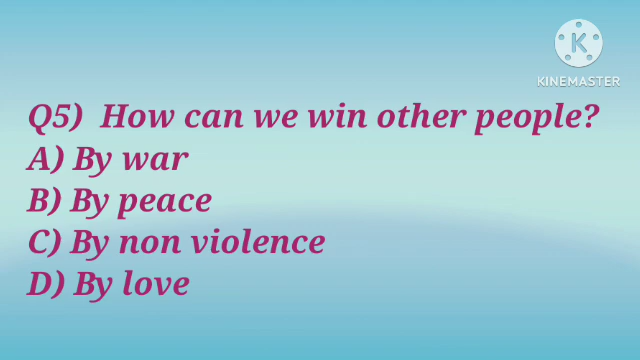 KINEMASTER
Q5) How can we win other people?
A) By war
B) By peace
C) By non violence
D) By love